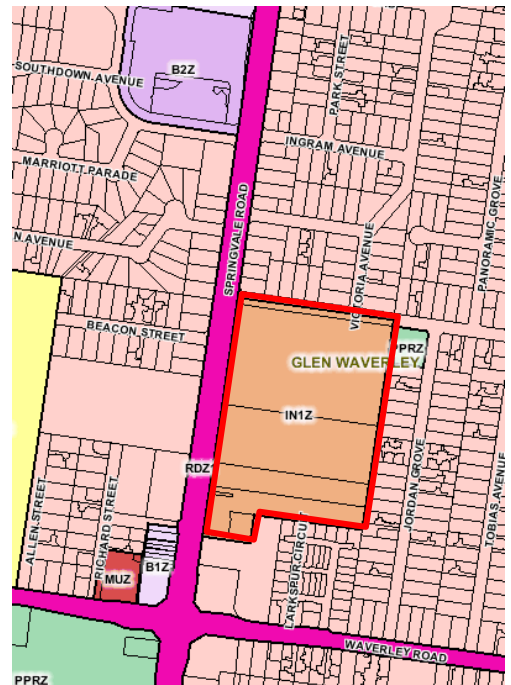 B2Z
SOUTHDOWN AVENUE
PARK STREET
INGRAM AVENUE
MARRIOTT PARADE
SPRINGVALE ROAD
PANORAMIC GROVE
N AVENUE
VICTORIA AVENUE
BEACON STREET
PPRZ
GLEN WAVERLEY
IN1Z
RDZ1
JORDAN GROVE
TOBIAS AVENUE
ALLEN STREET
RICHARD STREET
LARKSPUR CIRCUIT
B1Z
MUZ
WAVERLEY ROAD
PPRZ